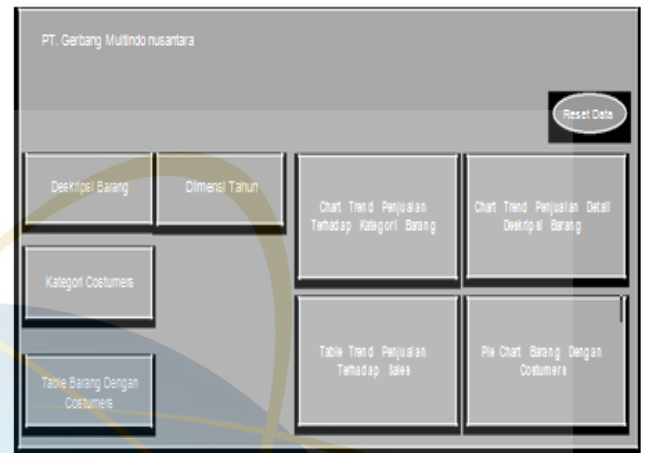 PT. Gerbang Multindo nusantara
Reset Data
Deskripsi Barang
Dimensi Tahun
Chart Trend Penjualan
Terhadap Kategori Barang
Chart Trend Penjualan Detail
Deskripsi Barang
Kategori Costumers
Table Trend Penjualan
Terhadap Sales
Pie Chart Barang Dengan
Costumers
Table Barang Dengan
Costumers